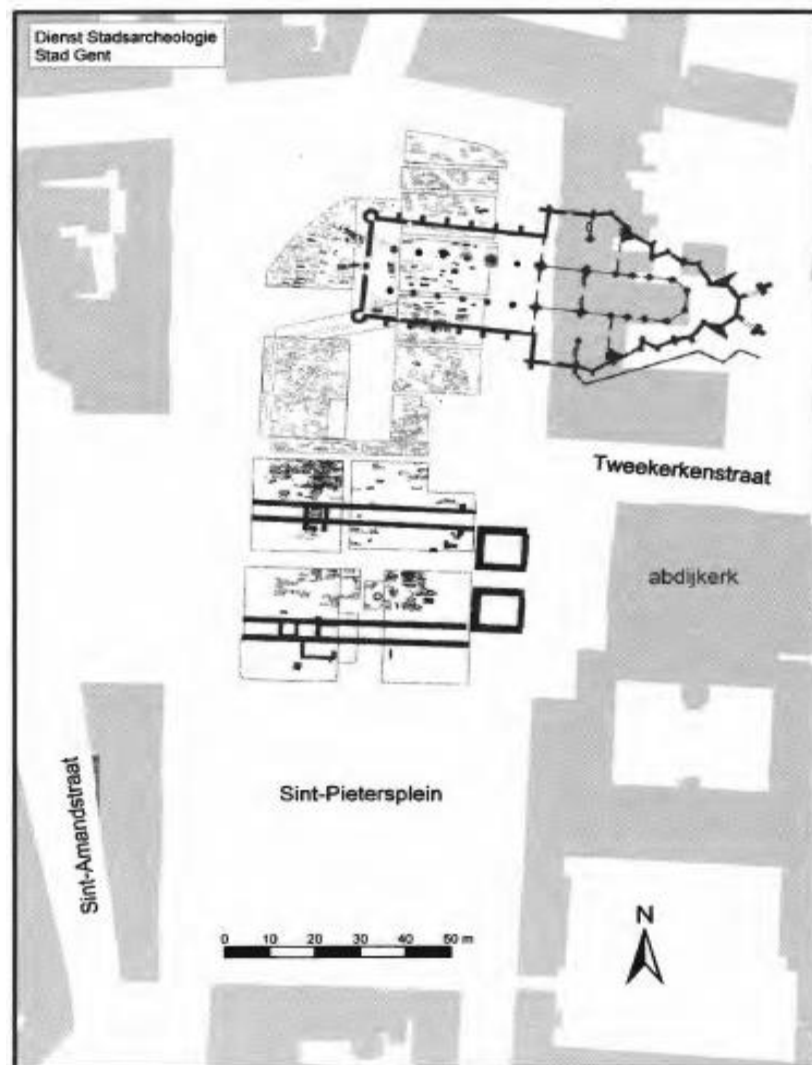 Dienst Stadsarcheologie
Stad Gent
Tweekerkenstraat
abdijkerk
Sint-Amandstraat
Sint-Pietersplein
N
0 10 20 30 40 50 m